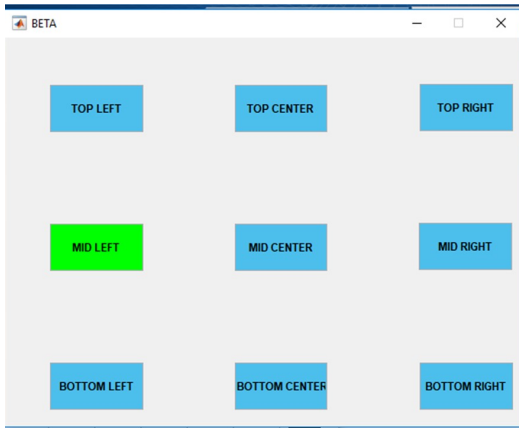 BETA
TOP LEFT
TOP CENTER
TOP RIGHT
MID LEFT
MID CENTER
MID RIGHT
BOTTOM LEFT
BOTTOM CENTER
BOTTOM RIGHT